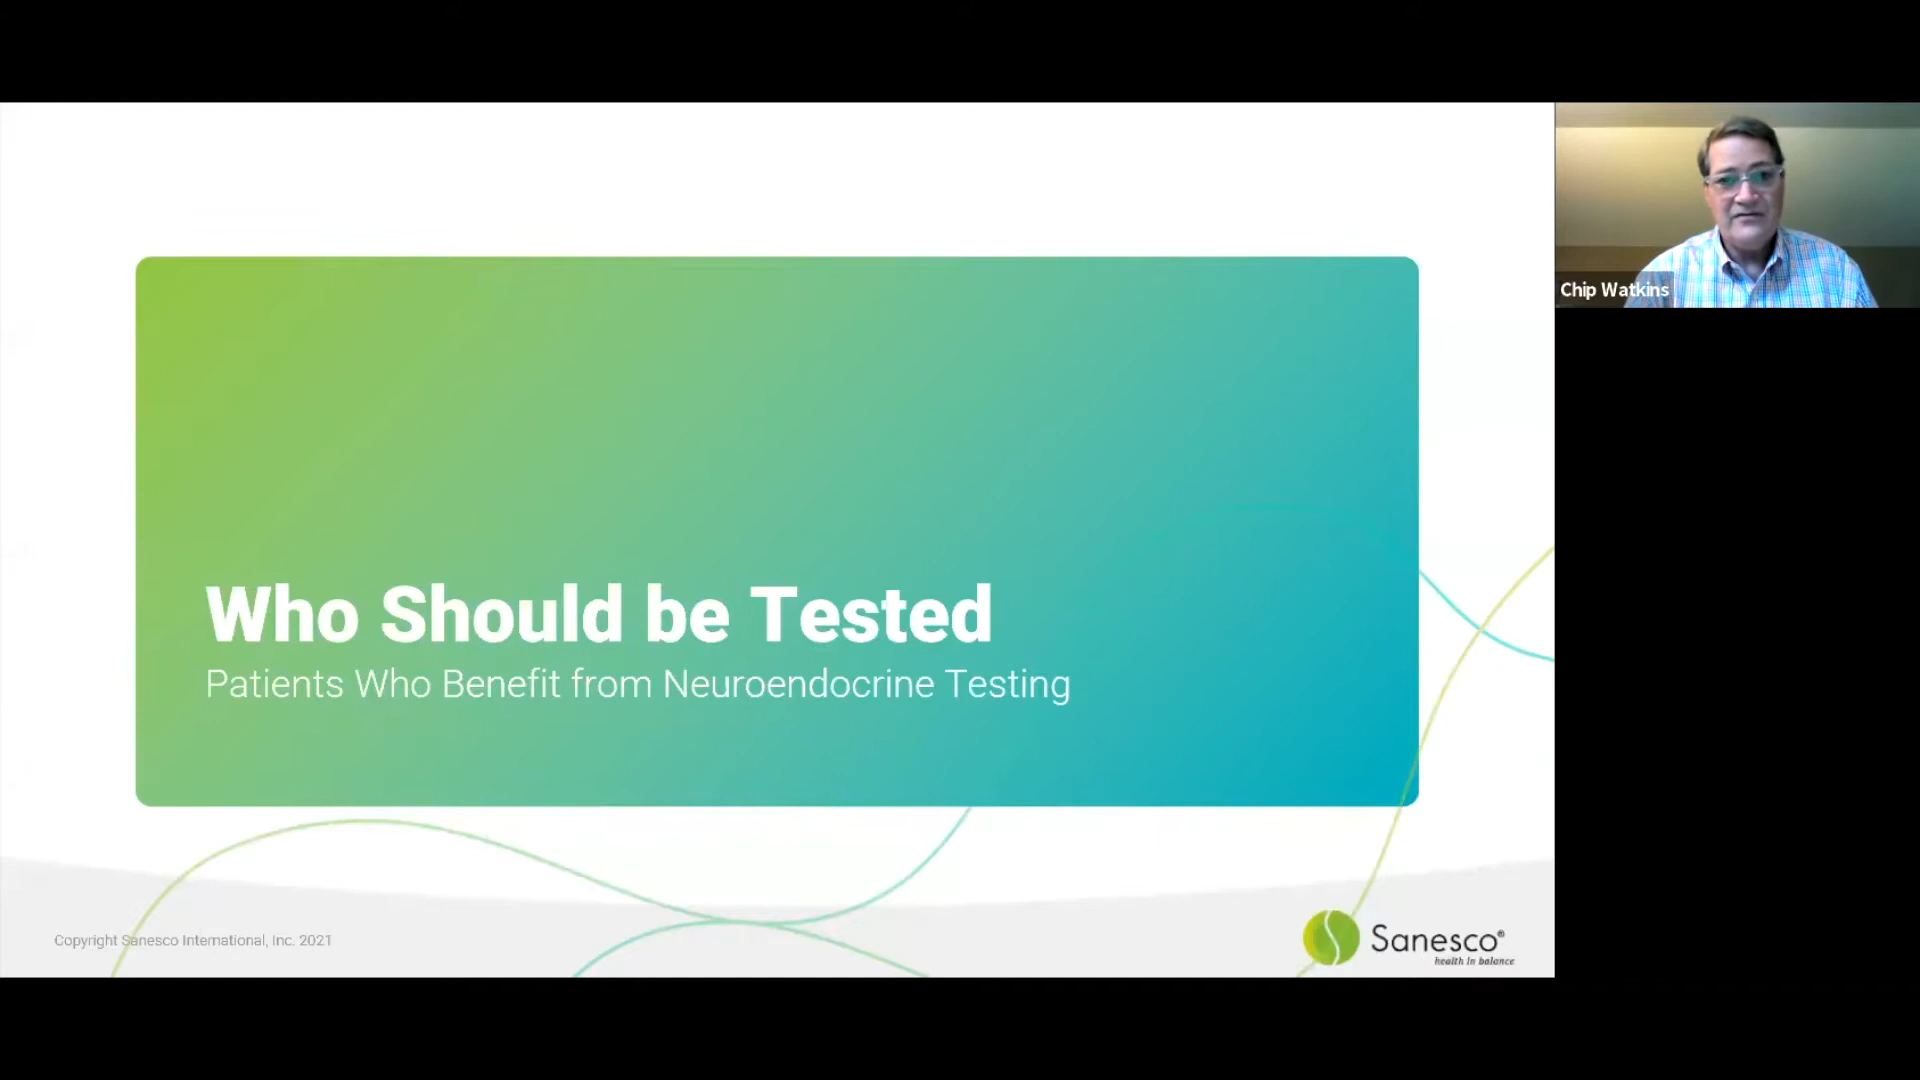 Chip Watkins
Who Should be Tested
Patients Who Benefit from Neuroendocrine Testing
Copyright Sanesco International, Inc. 2021
Sanesco®
health in balance